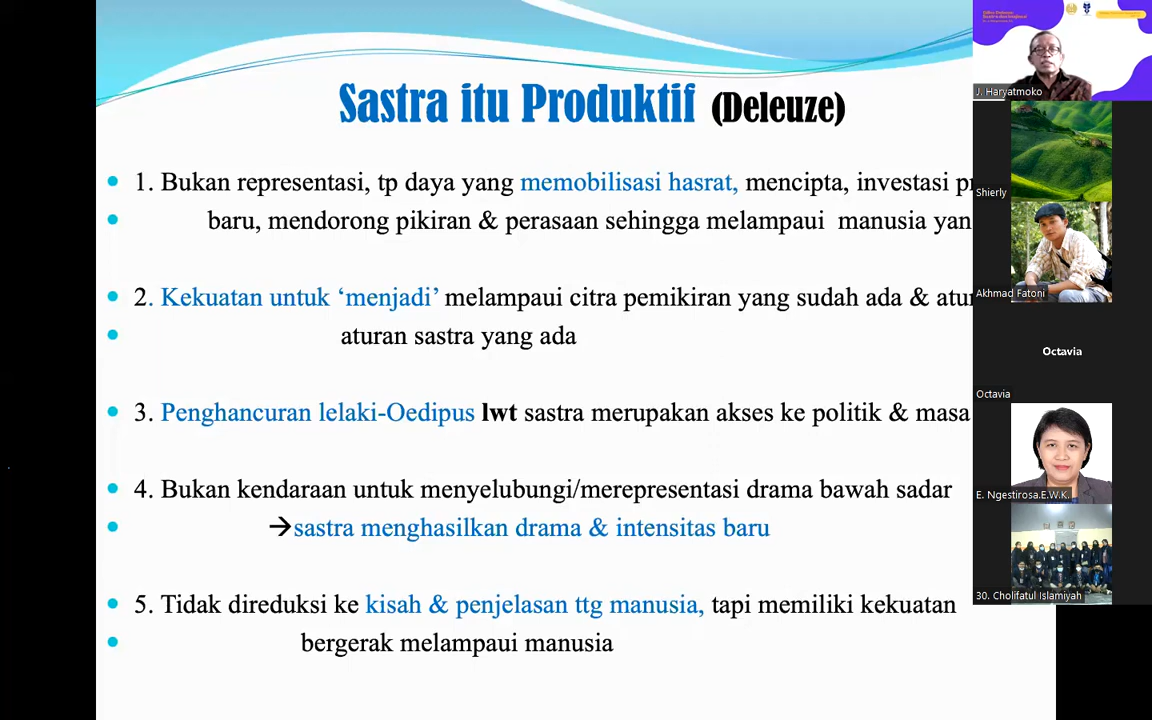 Sastra itu Produktif (Deleuze)
1. Bukan representasi, tp daya yang memobilisasi hasrat, mencipta, investasi
baru, mendorong pikiran & perasaan sehingga melampaui manusia
2. Kekuatan untuk ‘menjadi’ melampaui citra pemikiran yang sudah ada &
aturan sastra yang ada
3. Penghancuran lelaki-Oedipus lwt sastra merupakan akses ke politik & masa
4. Bukan kendaraan untuk menyelubungi/merepresentasi drama bawah sadar
→sastra menghasilkan drama & intensitas baru
5. Tidak direduksi ke kisah & penjelasan ttg manusia, tapi memiliki kekuatan
bergerak melampaui manusia
J. Haryatmoko
Shierly
Akhmad Fatoni
Octavia
Octavia
E. Ngestirosa.E.W.K.
30. Cholifatul Islamiyah